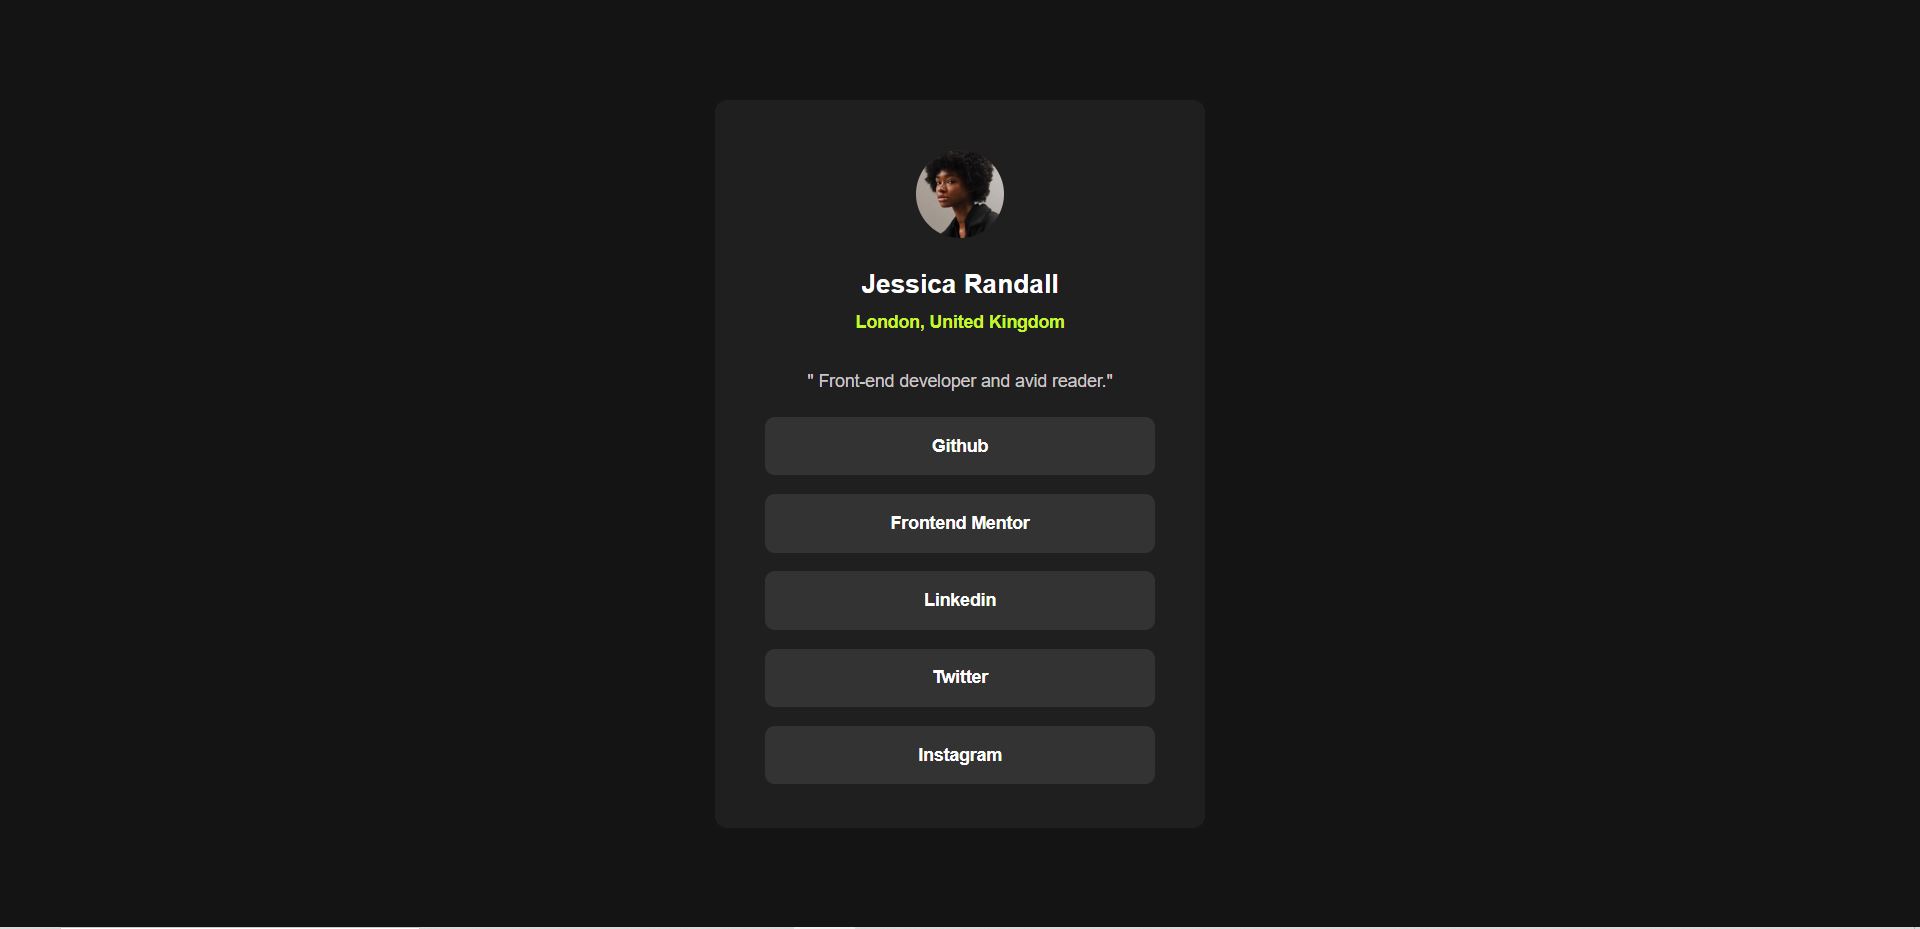 Jessica Randall
London, United Kingdom
" Front-end developer and avid reader."
Github
Frontend Mentor
Linkedin
Twitter
Instagram